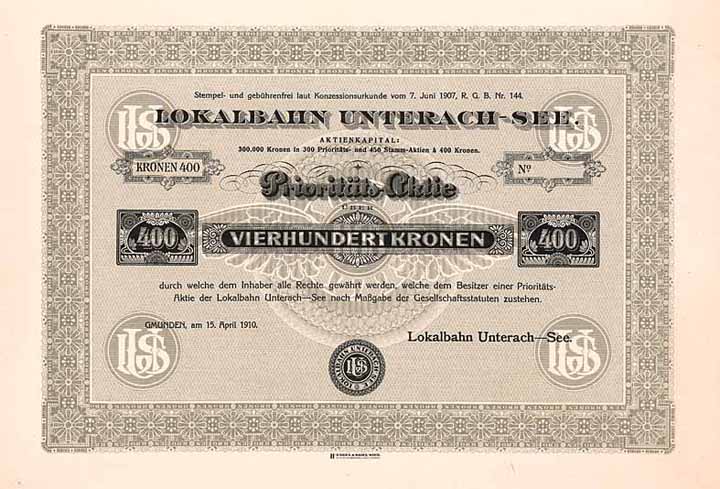 Stempel- und gebührenfrei laut Konzessionsurkunde vom 7. Juni 1907, R. G. B. Nr. 144.
LOKALBAHN UNTERACH-SEE.
AKTIENKAPITAL:
300.000 Kronen in 300 Prioritäts- und 450 Stamm-Aktien à 400 Kronen.
KRONEN 400
No
Prioritäts-Aktie
ÜBER
400
VIERHUNDERT KRONEN
400
durch welche dem Inhaber alle Rechte gewährt werden, welche dem Besitzer einer Prioritäts-
Aktie der Lokalbahn Unterach—See nach Maßgabe der Gesellschaftsstatuten zustehen.
GMUNDEN, am 15. April 1910.
Lokalbahn Unterach—See.
LOKALBAHN UNTERACH-SEE